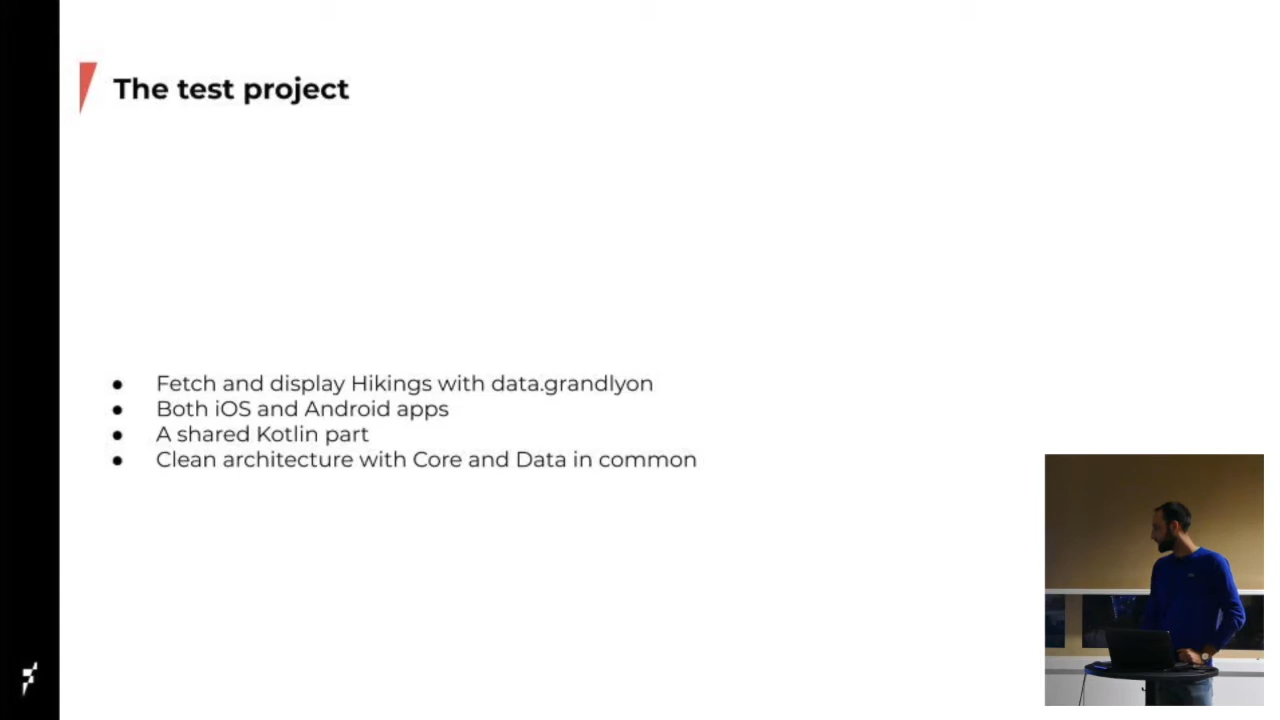 The test project
● Fetch and display Hikings with data.grandlyon
● Both iOS and Android apps
● A shared Kotlin part
● Clean architecture with Core and Data in common